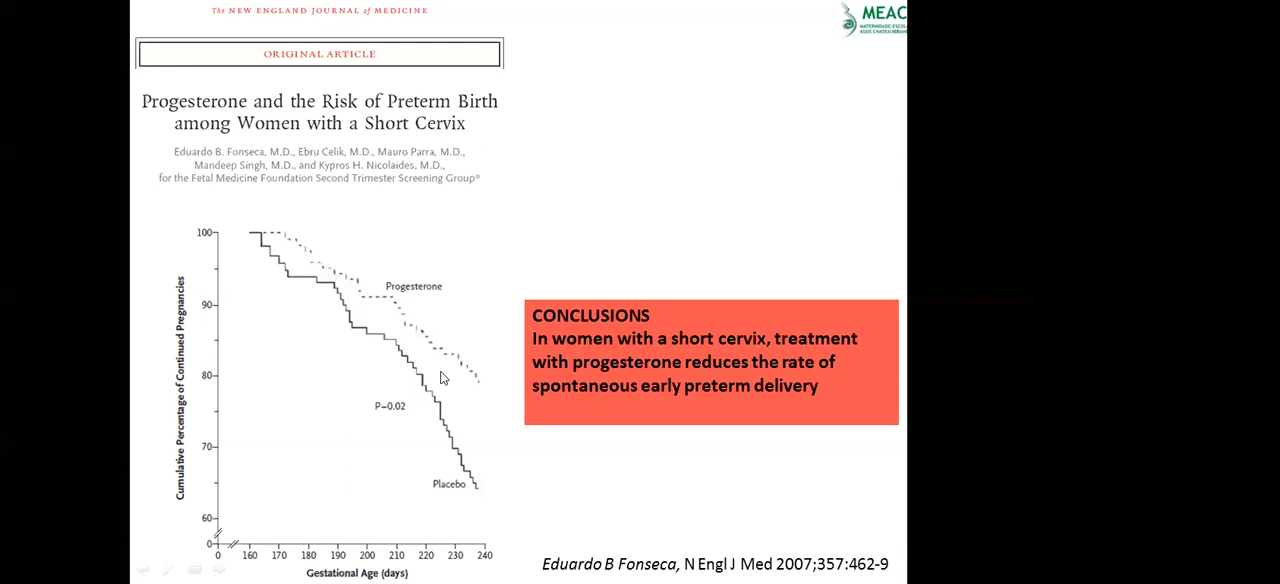 The NEW ENGLAND JOURNAL of MEDICINE
MEAC
MATERNIDADE-ESCOL
ASSIS CHATEAUBRIAN
ORIGINAL ARTICLE
Progesterone and the Risk of Preterm Birth
among Women with a Short Cervix
Eduardo B. Fonseca, M.D., Ebru Celik, M.D., Mauro Parra, M.D.,
Mandeep Singh, M.D., and Kypros H. Nicolaides, M.D.,
for the Fetal Medicine Foundation Second Trimester Screening Group*
Cumulative Percentage of Continued Pregnancies
100
90
80
70
60
0
Progesterone
P=0.02
Placebo
0 160 170 180 190 200 210 220 230 240
Gestational Age (days)
CONCLUSIONS
In women with a short cervix, treatment
with progesterone reduces the rate of
spontaneous early preterm delivery
Eduardo B Fonseca, N Engl J Med 2007;357:462-9